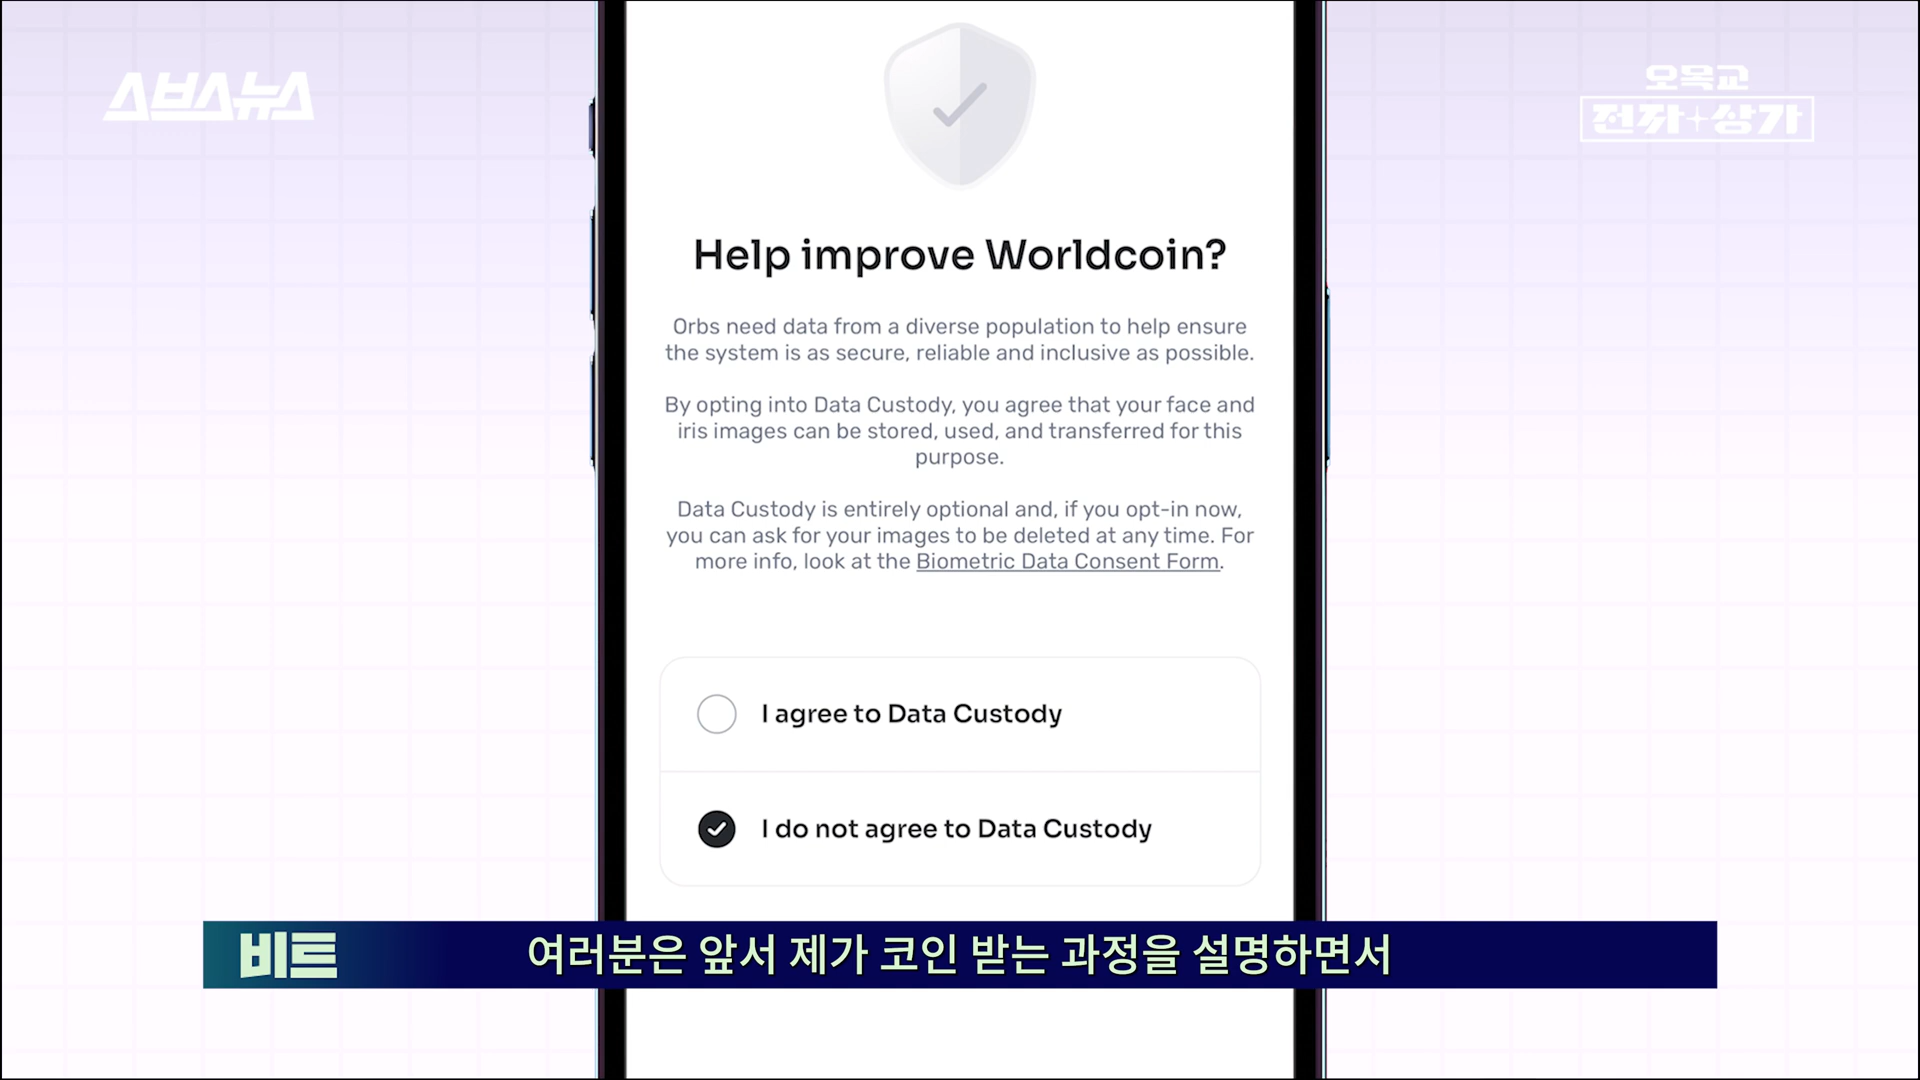 스브스뉴스
오목교
전자+상가
Help improve Worldcoin?
Orbs need data from a diverse population to help ensure
the system is as secure, reliable and inclusive as possible.
By opting into Data Custody, you agree that your face and
iris images can be stored, used, and transferred for this
purpose.
Data Custody is entirely optional and, if you opt-in now,
you can ask for your images to be deleted at any time. For
more info, look at the Biometric Data Consent Form.
I agree to Data Custody
I do not agree to Data Custody
비트
여러분은 앞서 제가 코인 받는 과정을 설명하면서